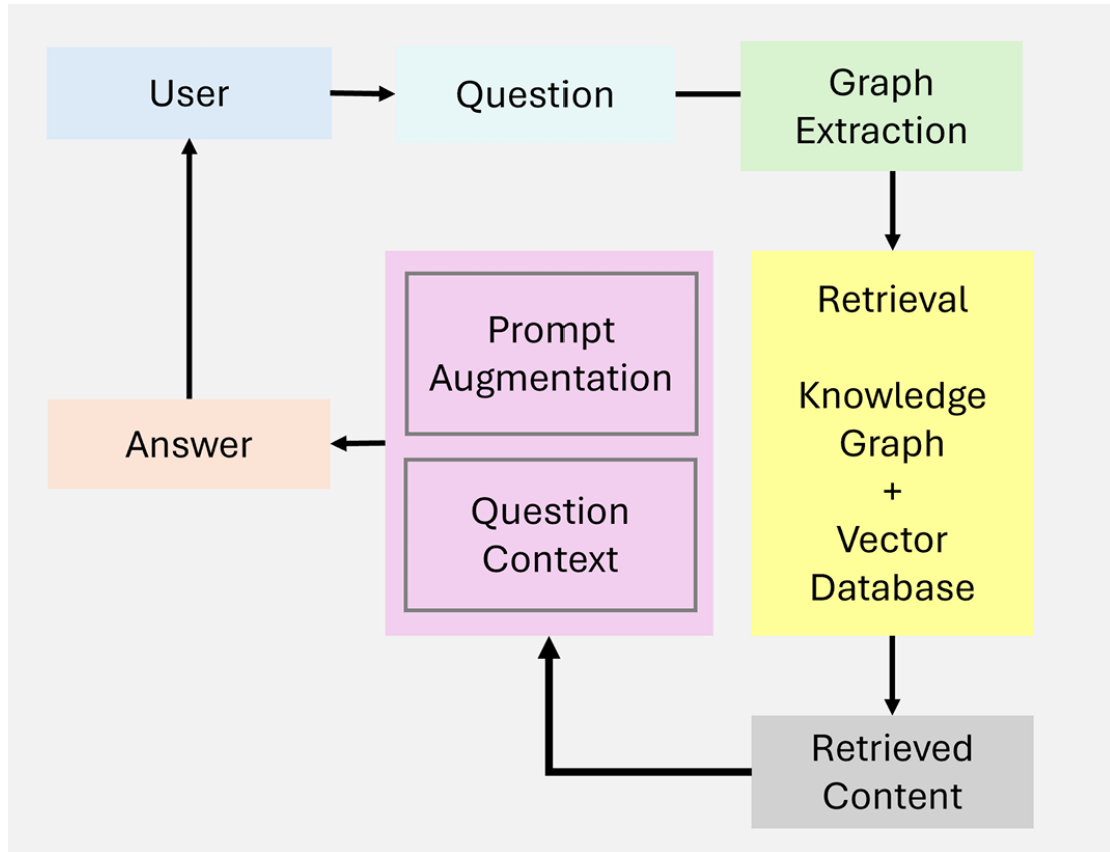 User
Question
Graph
Extraction
Prompt
Augmentation
Question
Context
Retrieval
Knowledge
Graph
+
Vector
Database
Answer
Retrieved
Content